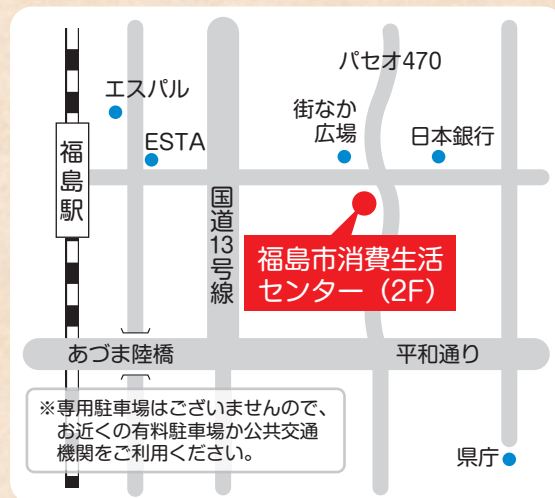 パセオ470
エスパル
街なか
広場
日本銀行
ESTA
福島駅
国道13号線
福島市消費生活
センター（2F）
あづま陸橋
平和通り
※専用駐車場はございませんので、
お近くの有料駐車場か公共交通
機関をご利用ください。
県庁